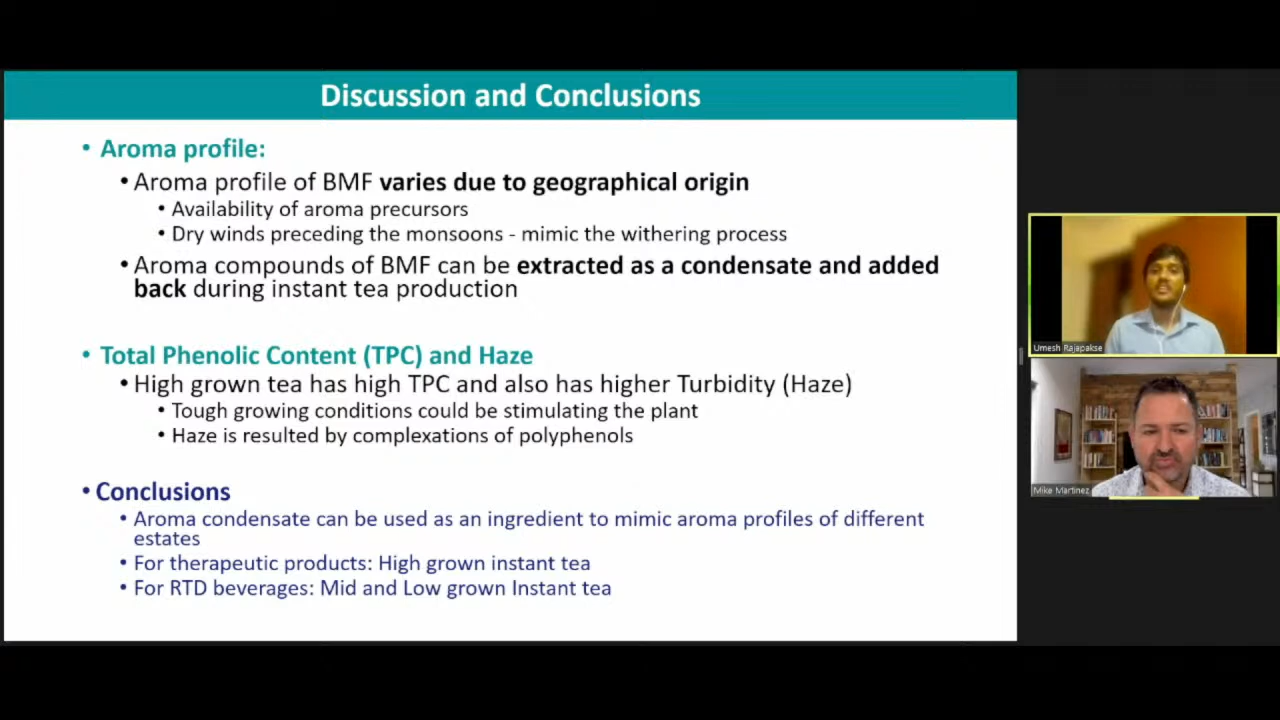 Discussion and Conclusions
• Aroma profile:
• Aroma profile of BMF varies due to geographical origin
• Availability of aroma precursors
• Dry winds preceding the monsoons - mimic the withering process
• Aroma compounds of BMF can be extracted as a condensate and added
back during instant tea production
• Total Phenolic Content (TPC) and Haze
• High grown tea has high TPC and also has higher Turbidity (Haze)
• Tough growing conditions could be stimulating the plant
• Haze is resulted by complexations of polyphenols
• Conclusions
• Aroma condensate can be used as an ingredient to mimic aroma profiles of different
estates
• For therapeutic products: High grown instant tea
• For RTD beverages: Mid and Low grown Instant tea
Umesh Rajapakse
Mike Martinez